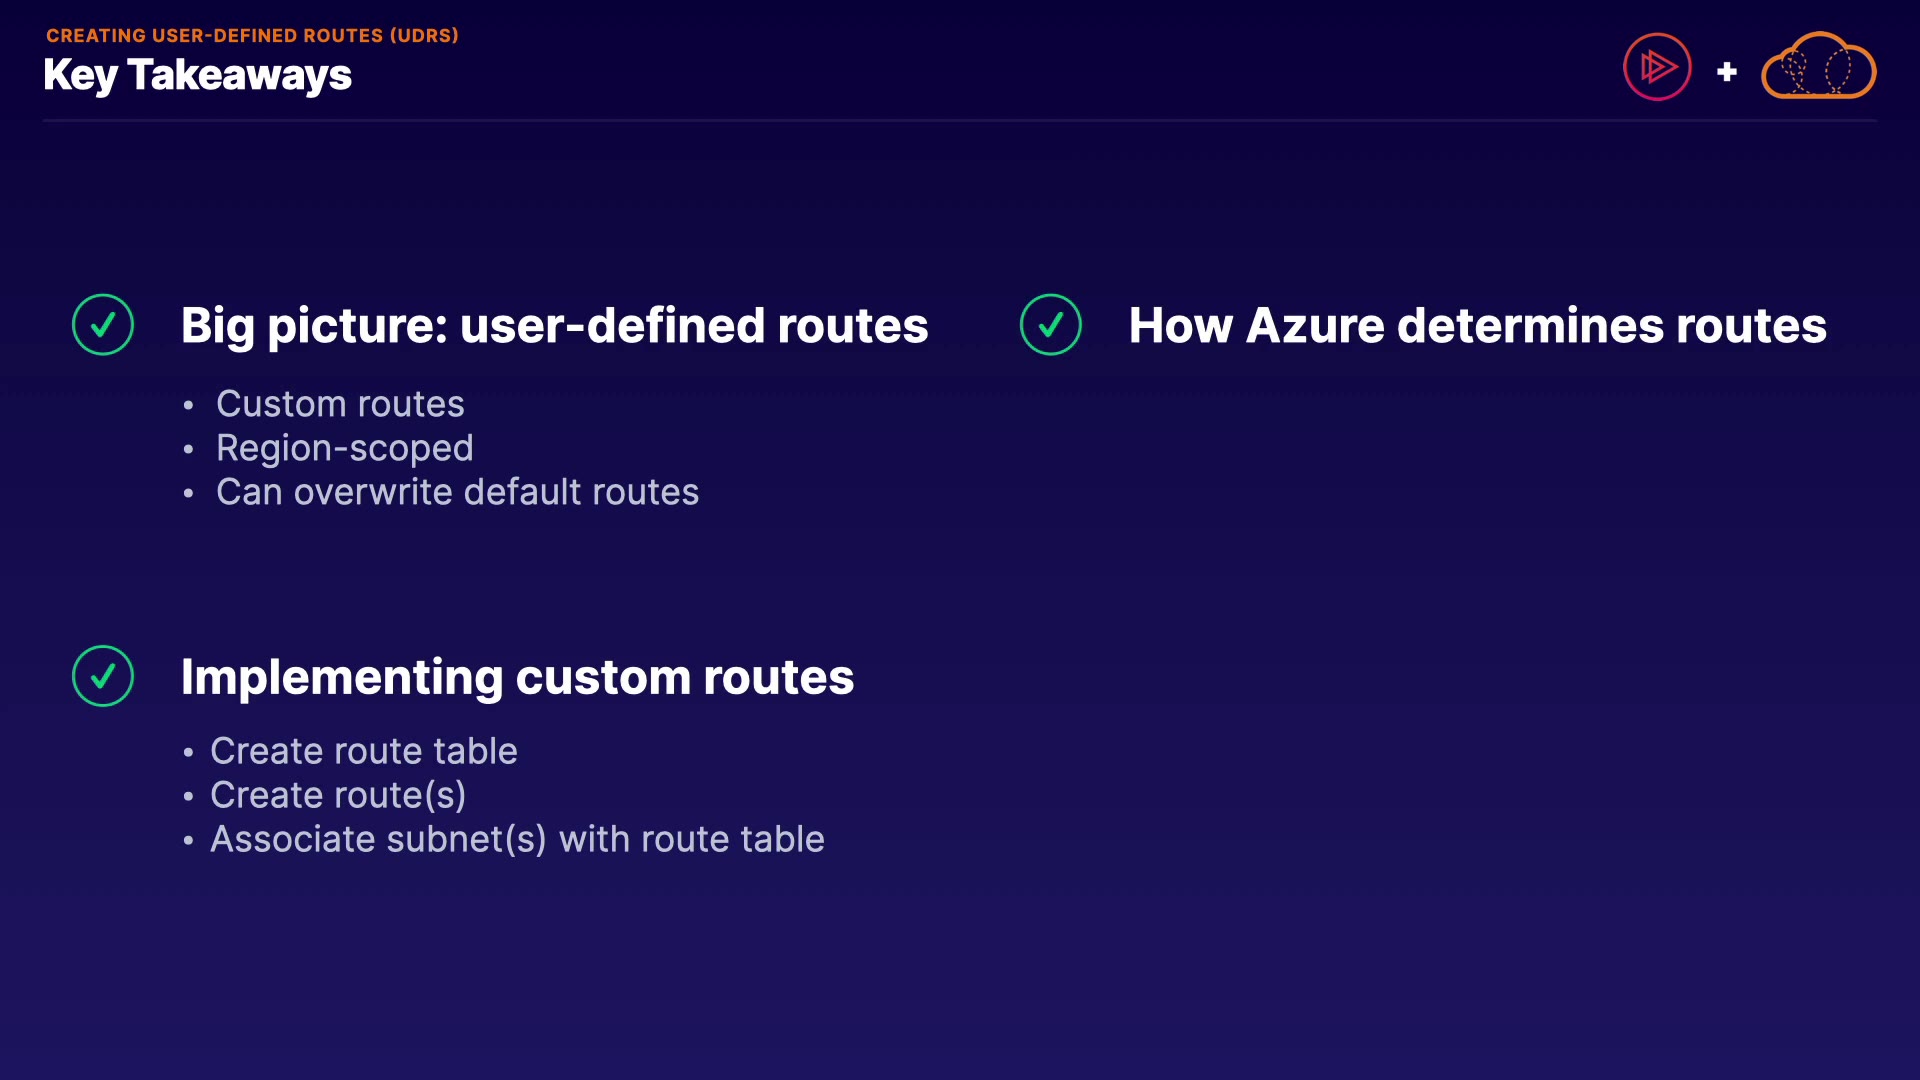 CREATING USER-DEFINED ROUTES (UDRS)
Key Takeaways
+
Big picture: user-defined routes
• Custom routes
• Region-scoped
• Can overwrite default routes
How Azure determines routes
Implementing custom routes
• Create route table
• Create route(s)
• Associate subnet(s) with route table